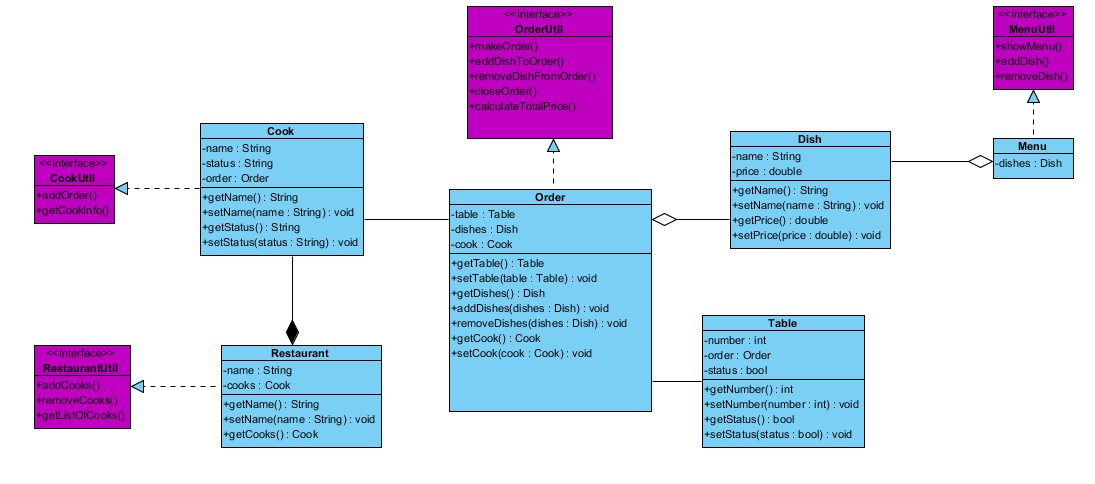 <<Interface>>
OrderUtil
+makeOrder()
+addDishToOrder()
+removeDishFromOrder()
+closeOrder()
+calculateTotalPrice()
<<Interface>>
MenuUtil
+showMenu()
+addDish()
+removeDish()
Cook
-name : String
-status : String
-order : Order
+getName() : String
+setName(name : String) : void
+getStatus() : String
+setStatus(status : String) : void
<<Interface>>
CookUtil
+addOrder()
+getCookInfo()
Dish
-name : String
-price : double
+getName() : String
+setName(name : String) : void
+getPrice() : double
+setPrice(price : double) : void
Menu
-dishes : Dish
Order
-table : Table
-dishes : Dish
-cook : Cook
+getTable() : Table
+setTable(table : Table) : void
+getDishes() : Dish
+addDishes(dishes : Dish) : void
+removeDishes(dishes : Dish) : void
+getCook() : Cook
+setCook(cook : Cook) : void
Table
-number : int
-order : Order
-status : bool
+getNumber() : int
+setNumber(number : int) : void
+getStatus() : bool
+setStatus(status : bool) : void
<<Interface>>
RestaurantUtil
+addCooks()
+removeCooks()
+getListOfCooks()
Restaurant
-name : String
-cooks : Cook
+getName() : String
+setName(name : String) : void
+getCooks() : Cook